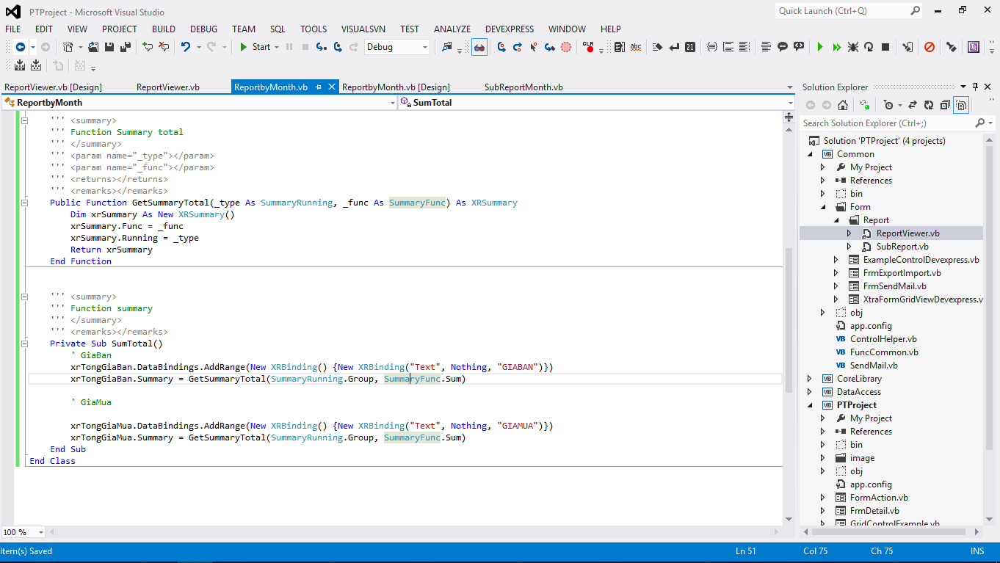 PTProject - Microsoft Visual Studio
Quick Launch (Ctrl+Q)
FILE EDIT VIEW PROJECT BUILD DEBUG TEAM SQL TOOLS VISUALSVN TEST ANALYZE DEVEXPRESS WINDOW HELP
Start Debug CLR abc 21
ReportViewer.vb [Design] ReportViewer.vb ReportbyMonth.vb ReportbyMonth.vb [Design] SubReportMonth.vb
ReportbyMonth SumTotal
''' <summary>
''' Function Summary total
''' </summary>
''' <param name="_type"></param>
''' <param name="_func"></param>
''' <returns></returns>
''' <remarks></remarks>
Public Function GetSummaryTotal(_type As SummaryRunning, _func As SummaryFunc) As XRSummary
Dim xrSummary As New XRSummary()
xrSummary.Func = _func
xrSummary.Running = _type
Return xrSummary
End Function
''' <summary>
''' Function summary
''' </summary>
''' <remarks></remarks>
Private Sub SumTotal()
' GiaBan
xrTongGiaBan.DataBindings.AddRange(New XRBinding() {New XRBinding("Text", Nothing, "GIABAN")})
xrTongGiaBan.Summary = GetSummaryTotal(SummaryRunning.Group, SummaryFunc.Sum)
' GiaMua
xrTongGiaMua.DataBindings.AddRange(New XRBinding() {New XRBinding("Text", Nothing, "GIAMUA")})
xrTongGiaMua.Summary = GetSummaryTotal(SummaryRunning.Group, SummaryFunc.Sum)
End Sub
End Class
100 %
Solution Explorer
Search Solution Explorer (Ctrl+;)
Solution 'PTProject' (4 projects)
VB Common
My Project
References
bin
Form
Report
ReportViewer.vb
SubReport.vb
ExampleControlDevexpress.vb
FrmExportImport.vb
FrmSendMail.vb
XtraFormGridViewDevexpress.v
obj
app.config
VB ControlHelper.vb
VB FuncCommon.vb
VB SendMail.vb
VB CoreLibrary
VB DataAccess
VB PTProject
My Project
References
bin
image
obj
app.config
FormAction.vb
FrmDetail.vb
GridControlExample.vb
Item(s) Saved Ln 51 Col 75 Ch 75 INS